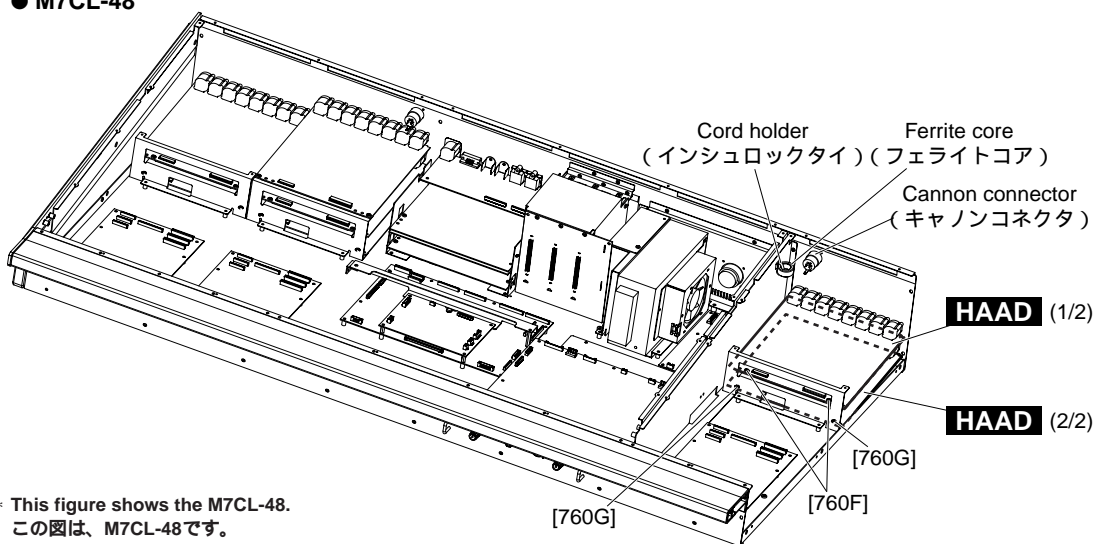 ● M7CL-48
Cord holder
（インシュロックタイ）
Ferrite core
（フェライトコア）
Cannon connector
（キャノンコネクタ）
HAAD (1/2)
HAAD (2/2)
[760G]
[760F]
[760G]
* This figure shows the M7CL-48.
この図は、M7CL-48です。